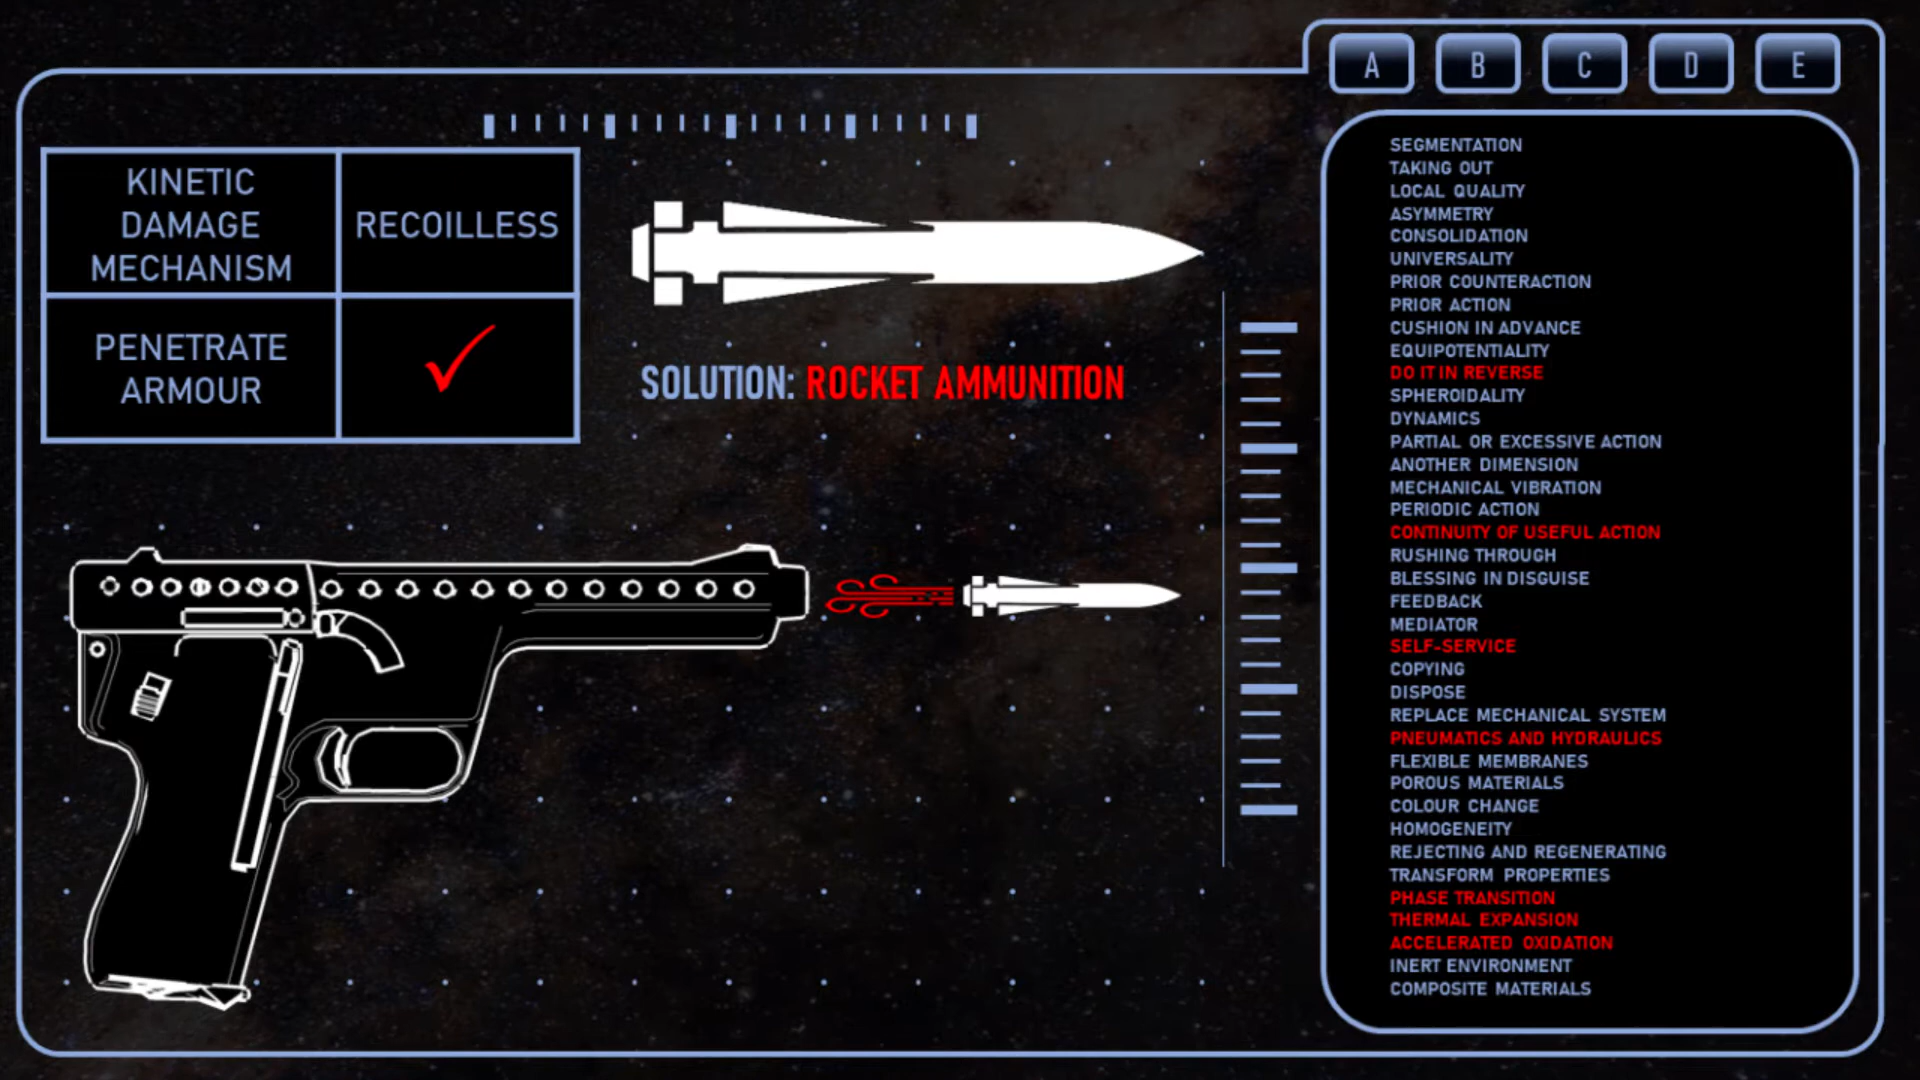 A B C D E
KINETIC
DAMAGE
MECHANISM
RECOILLESS
PENETRATE
ARMOUR
SOLUTION: ROCKET AMMUNITION
SEGMENTATION
TAKING OUT
LOCAL QUALITY
ASYMMETRY
CONSOLIDATION
UNIVERSALITY
PRIOR COUNTERACTION
PRIOR ACTION
CUSHION IN ADVANCE
EQUIPOTENTIALITY
DO IT IN REVERSE
SPHEROIDALITY
DYNAMICS
PARTIAL OR EXCESSIVE ACTION
ANOTHER DIMENSION
MECHANICAL VIBRATION
PERIODIC ACTION
CONTINUITY OF USEFUL ACTION
RUSHING THROUGH
BLESSING IN DISGUISE
FEEDBACK
MEDIATOR
SELF-SERVICE
COPYING
DISPOSE
REPLACE MECHANICAL SYSTEM
PNEUMATICS AND HYDRAULICS
FLEXIBLE MEMBRANES
POROUS MATERIALS
COLOUR CHANGE
HOMOGENEITY
REJECTING AND REGENERATING
TRANSFORM PROPERTIES
PHASE TRANSITION
THERMAL EXPANSION
ACCELERATED OXIDATION
INERT ENVIRONMENT
COMPOSITE MATERIALS